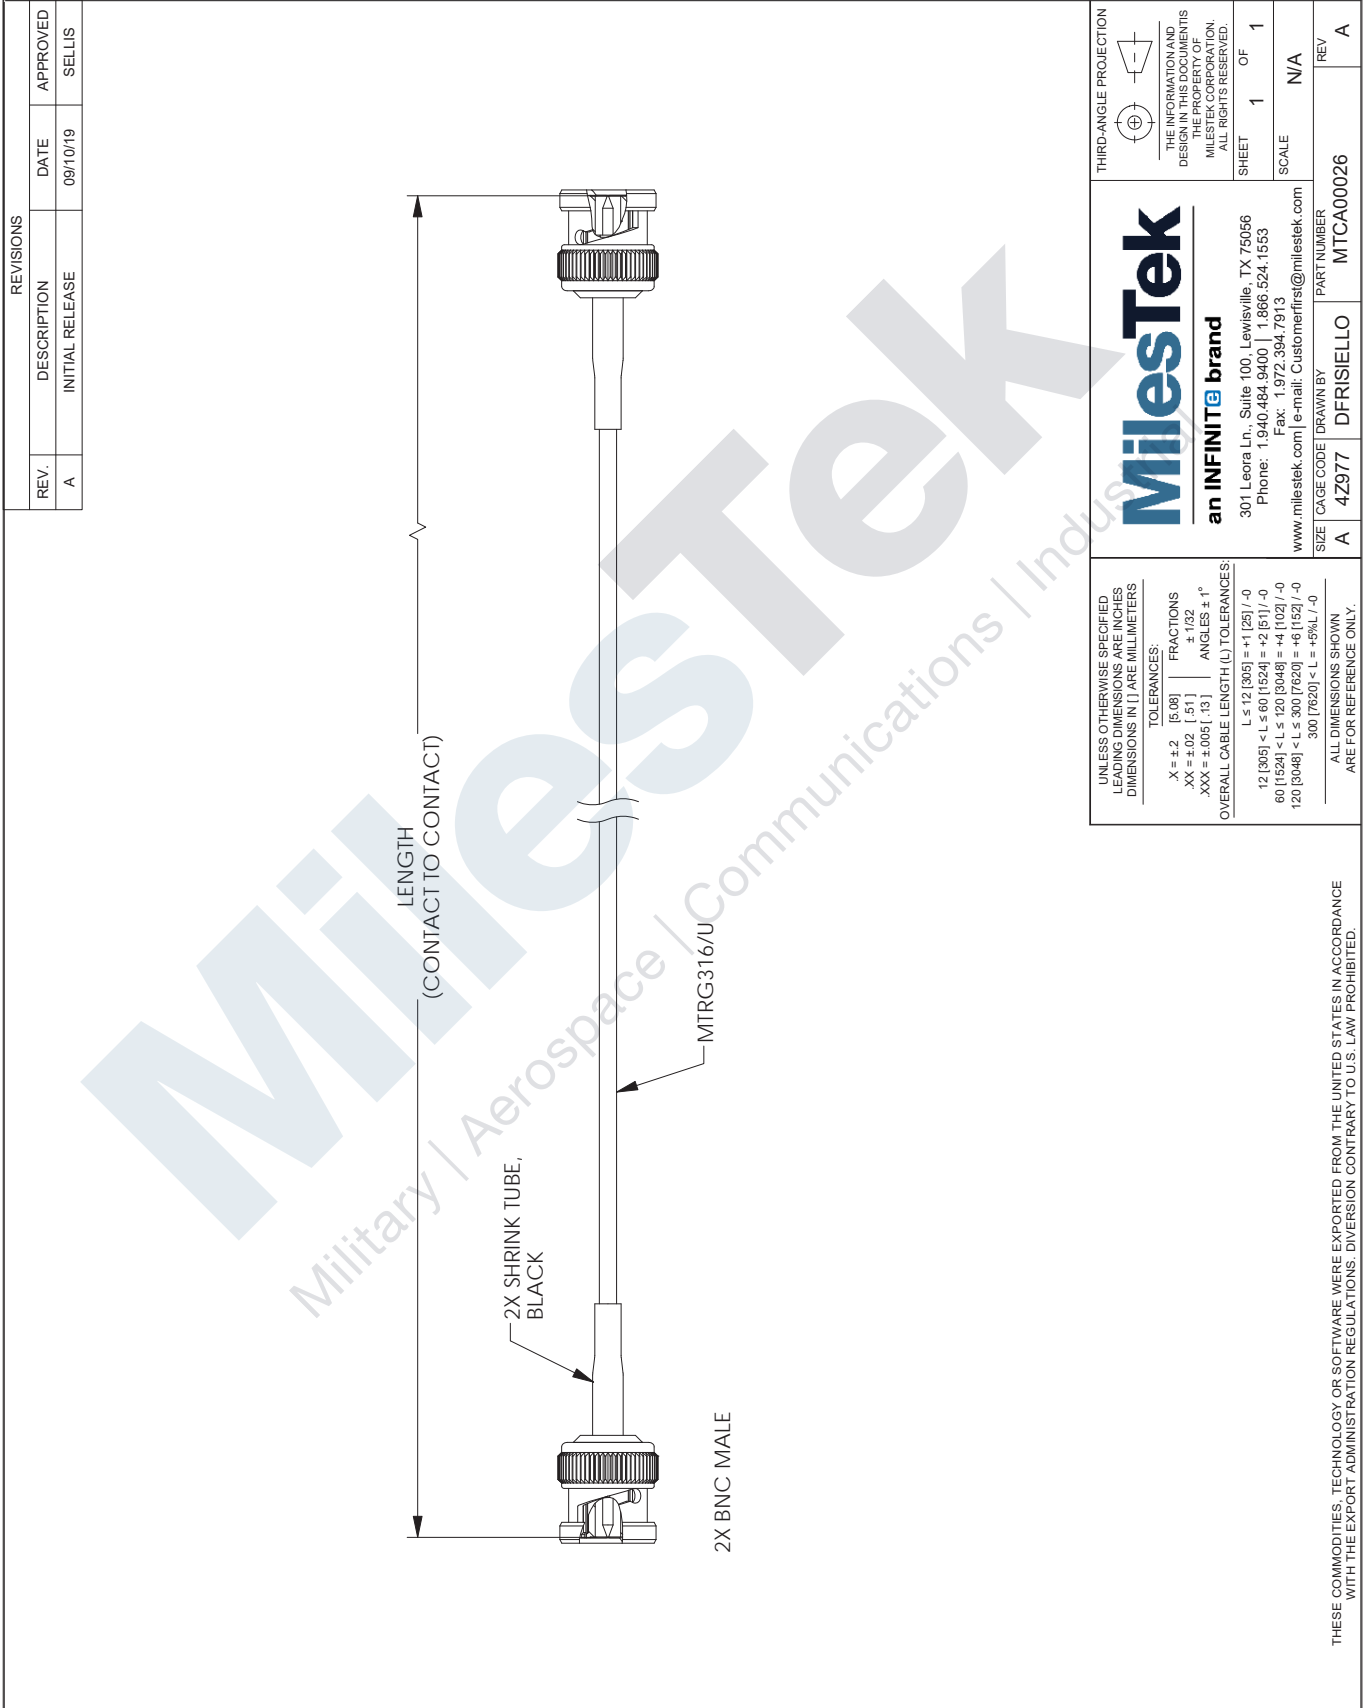 REVISIONS
REV. DESCRIPTION DATE APPROVED
A INITIAL RELEASE 09/10/19 SELLIS
LENGTH
(CONTACT TO CONTACT)
2X SHRINK TUBE,
BLACK
MTRG316/U
2X BNC MALE
MilesTek
Military | Aerospace | Communications | Industrial
UNLESS OTHERWISE SPECIFIED
LEADING DIMENSIONS ARE INCHES
DIMENSIONS IN [ ] ARE MILLIMETERS
TOLERANCES:
.X = ±.2 [5.08] FRACTIONS
.XX = ±.02 [ .51 ] ± 1/32
.XXX = ±.005 [ .13 ] ANGLES ± 1°
OVERALL CABLE LENGTH (L) TOLERANCES:
L ≤ 12 [305] = +1 [25] / -0
12 [305] < L ≤ 60 [1524] = +2 [51] / -0
60 [1524] < L ≤ 120 [3048] = +4 [102] / -0
120 [3048] < L ≤ 300 [7620] = +6 [152] / -0
300 [7620] < L = +5%L / -0
ALL DIMENSIONS SHOWN
ARE FOR REFERENCE ONLY.
MilesTek
an INFINITe brand
301 Leora Ln., Suite 100, Lewisville, TX 75056
Phone: 1.940.484.9400 | 1.866.524.1553
Fax: 1.972.394.7913
www.milestek.com | e-mail: Customerfirst@milestek.com
THIRD-ANGLE PROJECTION
THE INFORMATION AND
DESIGN IN THIS DOCUMENT IS
THE PROPERTY OF
MILESTEK CORPORATION.
ALL RIGHTS RESERVED.
SHEET 1 OF 1
SCALE N/A
SIZE CAGE CODE DRAWN BY PART NUMBER REV
A 4Z977 DFRISIELLO MTCA00026 A
THESE COMMODITIES, TECHNOLOGY OR SOFTWARE WERE EXPORTED FROM THE UNITED STATES IN ACCORDANCE
WITH THE EXPORT ADMINISTRATION REGULATIONS. DIVERSION CONTRARY TO U.S. LAW PROHIBITED.